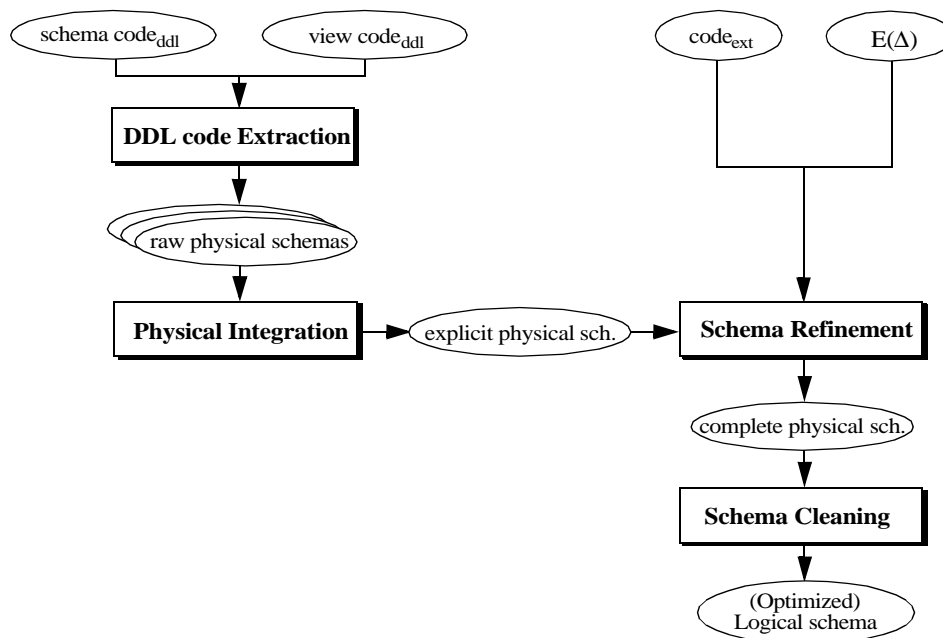 schema code_ddl
view code_ddl
code_ext
E(Δ)
DDL code Extraction
raw physical schemas
Physical Integration
explicit physical sch.
Schema Refinement
complete physical sch.
Schema Cleaning
(Optimized)
Logical schema